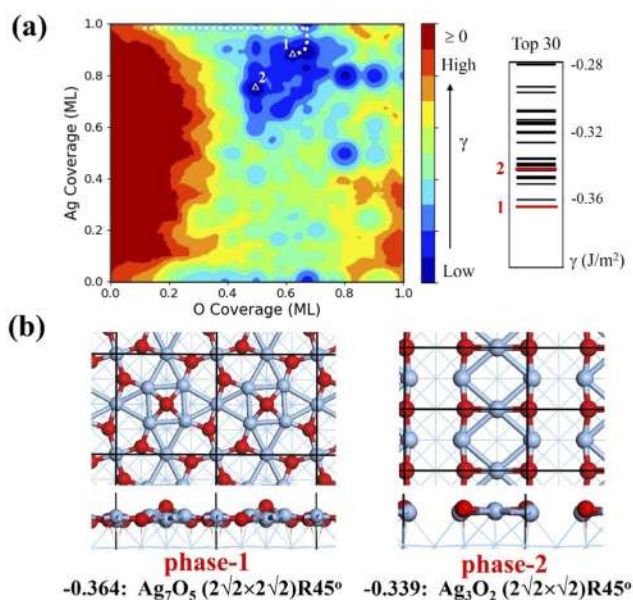 (a)
Ag Coverage (ML)
1.0
0.8
0.6
0.4
0.2
0.0
0.0 0.2 0.4 0.6 0.8 1.0
O Coverage (ML)
1
2
≥ 0
High
γ
Low
Top 30
-0.28
-0.32
2
-0.36
1
γ (J/m²)
(b)
phase-1
-0.364: Ag₇O₅ (2√2×2√2)R45°
phase-2
-0.339: Ag₃O₂ (2√2×√2)R45°